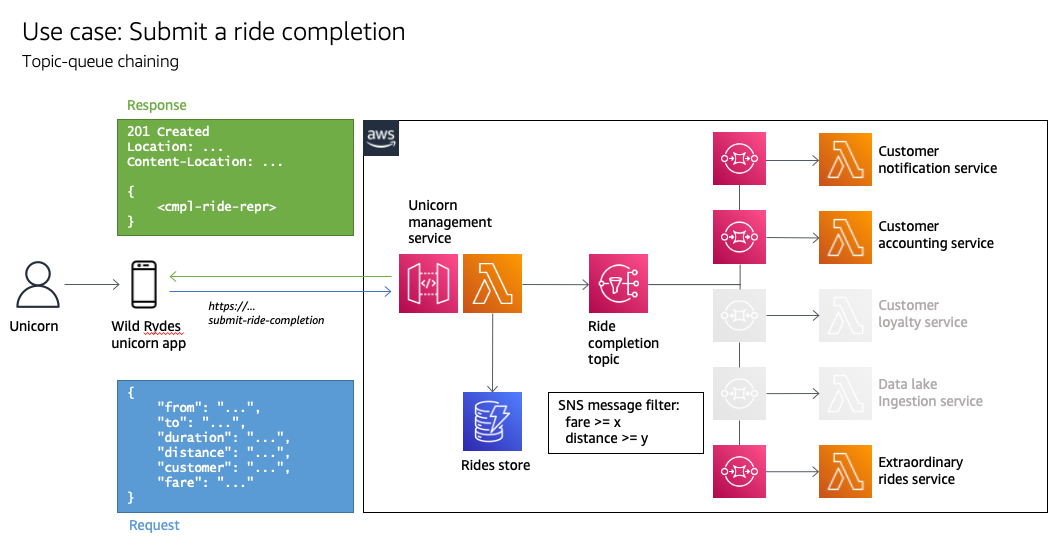 Use case: Submit a ride completion
Topic-queue chaining
Response
201 Created
Location: ...
Content-Location: ...
{
<cmpl-ride-repr>
}
aws
Unicorn
management
service
Customer
notification service
Customer
accounting service
Unicorn
Wild Rydes
unicorn app
https://...
submit-ride-completion
Ride
completion
topic
Customer
loyalty service
Data lake
Ingestion service
{
"from": "...",
"to": "...",
"duration": "...",
"distance": "...",
"customer": "...",
"fare": "..."
}
Request
Rides store
SNS message filter:
fare >= x
distance >= y
Extraordinary
rides service